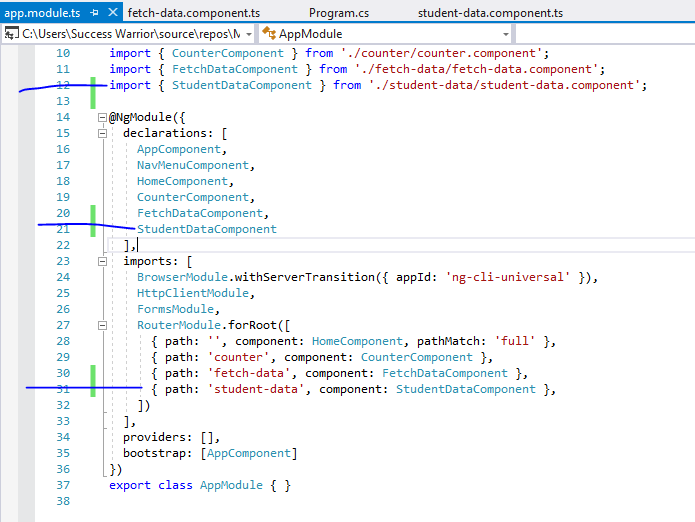 app.module.ts fetch-data.component.ts Program.cs student-data.component.ts
C:\Users\Success Warrior\source\repos\M AppModule
10 import { CounterComponent } from './counter/counter.component';
11 import { FetchDataComponent } from './fetch-data/fetch-data.component';
12 import { StudentDataComponent } from './student-data/student-data.component';
13
14 @NgModule({
15 declarations: [
16 AppComponent,
17 NavMenuComponent,
18 HomeComponent,
19 CounterComponent,
20 FetchDataComponent,
21 StudentDataComponent
22 ],
23 imports: [
24 BrowserModule.withServerTransition({ appId: 'ng-cli-universal' }),
25 HttpClientModule,
26 FormsModule,
27 RouterModule.forRoot([
28 { path: '', component: HomeComponent, pathMatch: 'full' },
29 { path: 'counter', component: CounterComponent },
30 { path: 'fetch-data', component: FetchDataComponent },
31 { path: 'student-data', component: StudentDataComponent },
32 ])
33 ],
34 providers: [],
35 bootstrap: [AppComponent]
36 })
37 export class AppModule { }
38